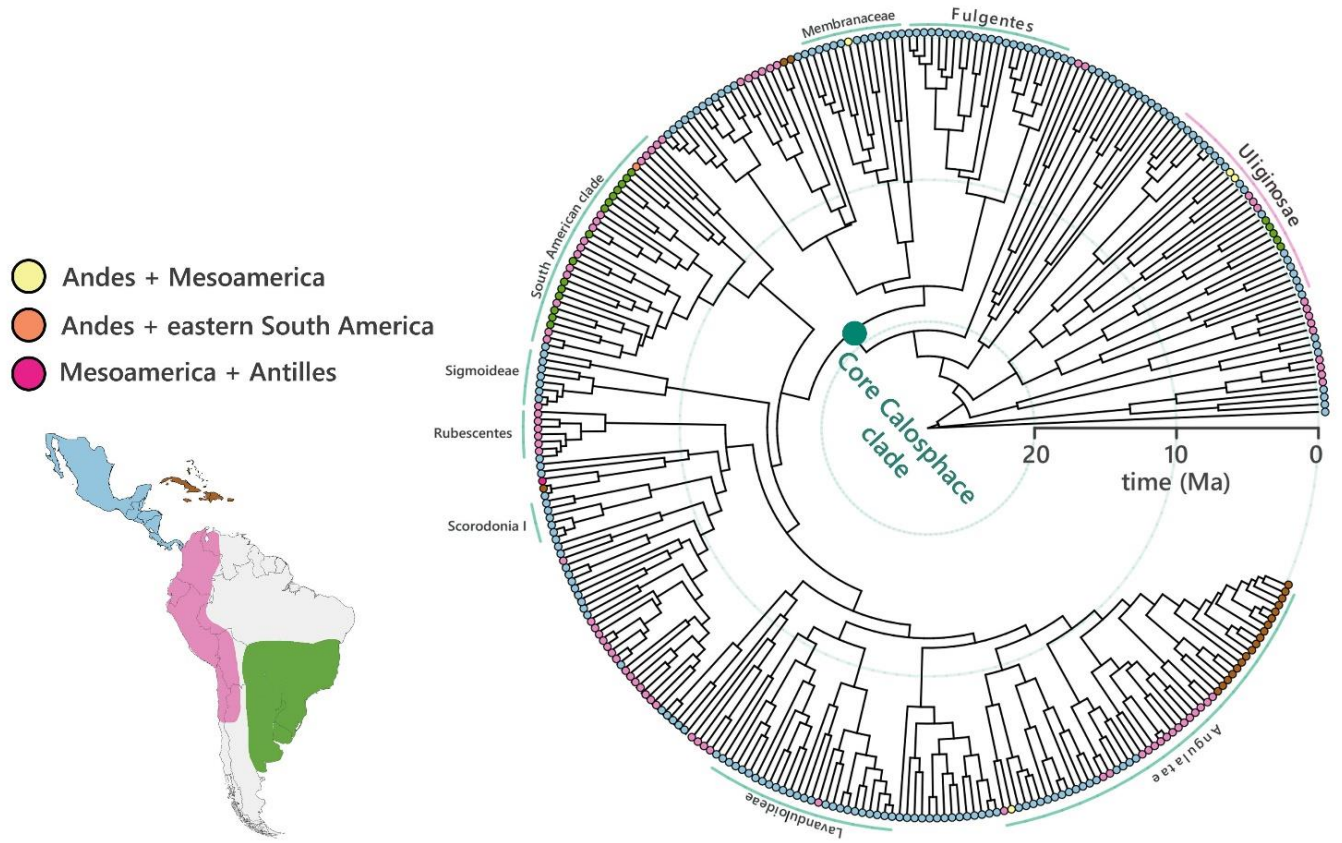 Membranaceae
Fulgentes
Uliginosae
South American clade
Andes + Mesoamerica
Andes + eastern South America
Mesoamerica + Antilles
Sigmoideae
Rubescentes
Scorodonia I
Core Calosphace
clade
20 10 0
time (Ma)
Angulatae
Lavanduloideae